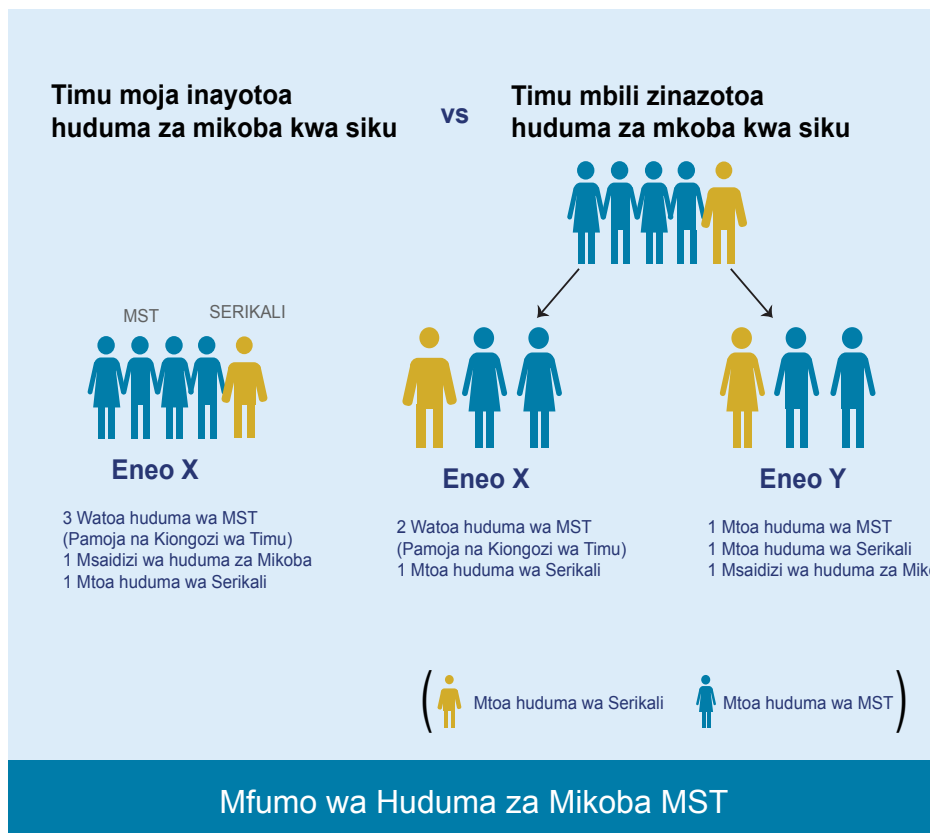 Timu moja inayotoa
huduma za mikoba kwa siku
vs
Timu mbili zinazotoa
huduma za mkoba kwa siku
MST
SERIKALI
Eneo X
3 Watoa huduma wa MST
(Pamoja na Kiongozi wa Timu)
1 Msaidizi wa huduma za Mikoba
1 Mtoa huduma wa Serikali
Eneo X
2 Watoa huduma wa MST
(Pamoja na Kiongozi wa Timu)
1 Mtoa huduma wa Serikali
Eneo Y
1 Mtoa huduma wa MST
1 Mtoa huduma wa Serikali
1 Msaidizi wa huduma za
Mtoa huduma wa Serikali
Mtoa huduma wa MST
Mfumo wa Huduma za Mikoba MST